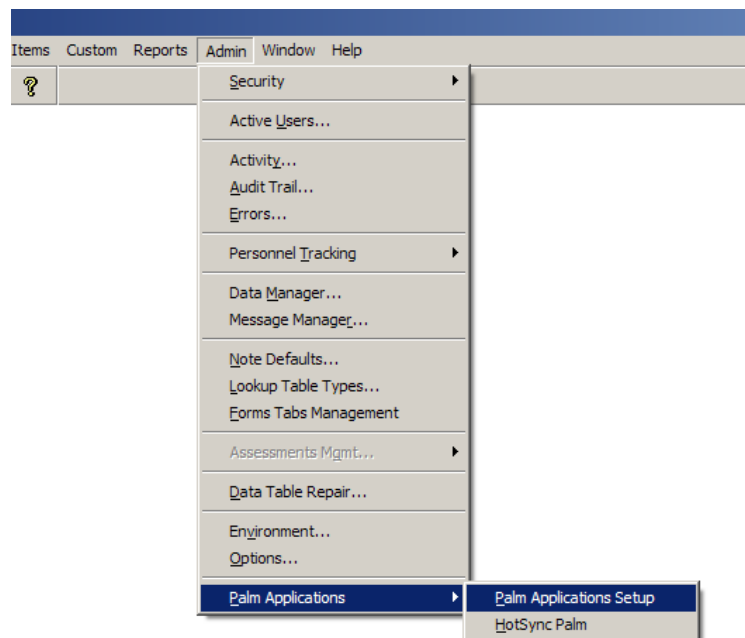 Items Custom Reports Admin Window Help
Security
Active Users...
Activity...
Audit Trail...
Errors...
Personnel Tracking
Data Manager...
Message Manager...
Note Defaults...
Lookup Table Types...
Forms Tabs Management
Assessments Mgmt...
Data Table Repair...
Environment...
Options...
Palm Applications
Palm Applications Setup
HotSync Palm